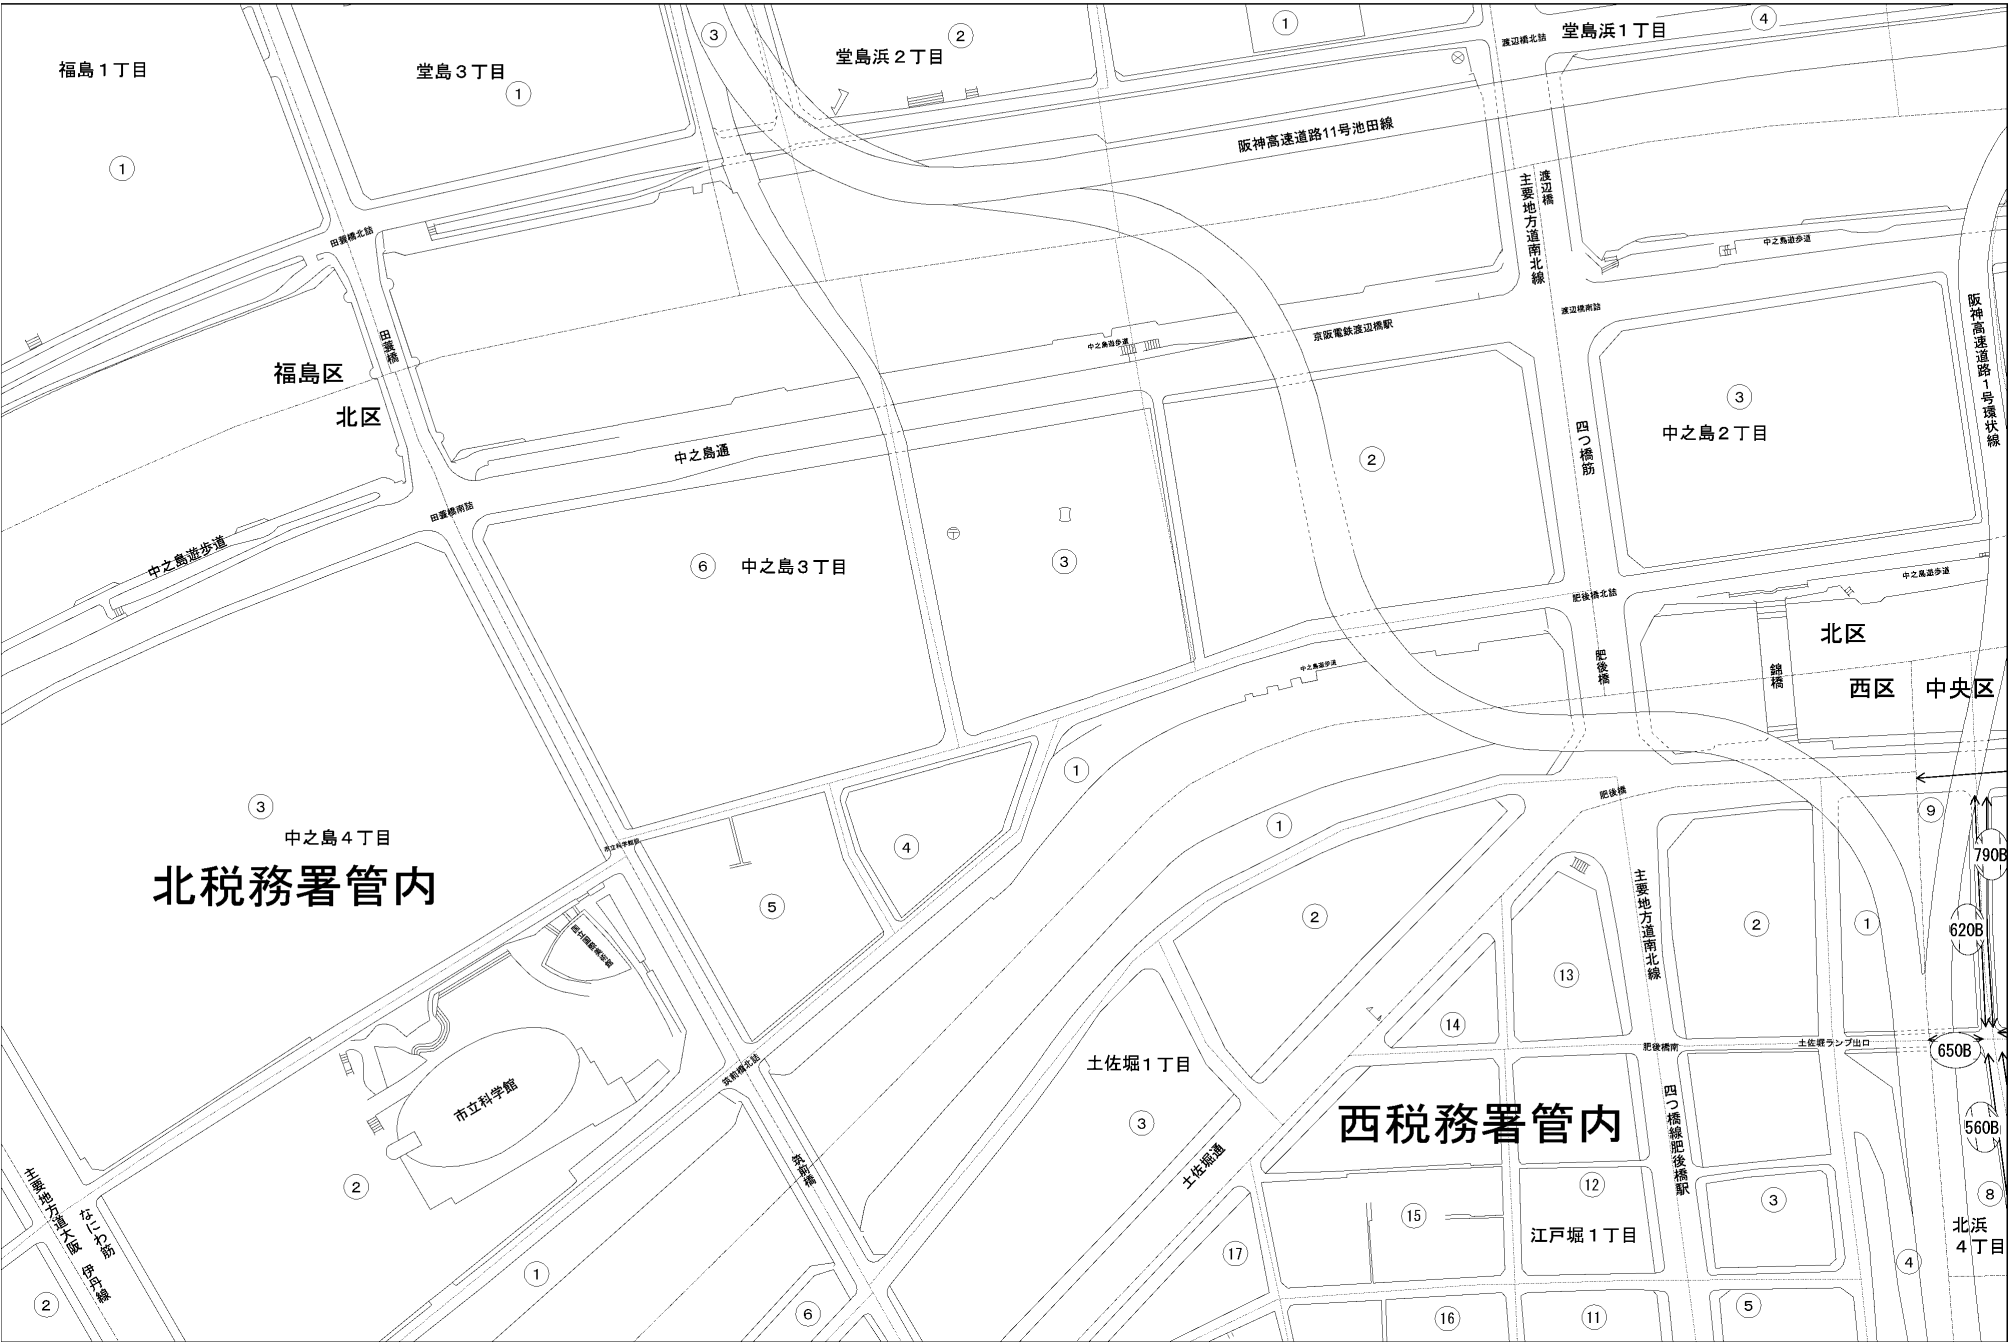 ③
②
①
④
渡辺橋北詰
堂島浜１丁目
福島１丁目
堂島３丁目
①
堂島浜２丁目
①
阪神高速道路11号池田線
主要地方道南北線
渡辺橋
田蓑橋北詰
中之島遊歩道
渡辺橋南詰
阪神高速道路１号環状線
田蓑橋
京阪電鉄渡辺橋駅
中之島遊歩道
福島区
北区
③
中之島２丁目
四つ橋筋
中之島通
②
田蓑橋南詰
中之島遊歩道
⑥
中之島３丁目
③
肥後橋北詰
中之島遊歩道
北区
肥後橋
中之島遊歩道
錦橋
西区
中央区
①
肥後橋
③
中之島４丁目
北税務署管内
市立科学館前
④
⑤
①
⑨
790B
主要地方道南北線
②
②
①
620B
国立国際美術館
⑬
⑭
肥後橋南
土佐堀ランプ出口
650B
筑前橋北詰
土佐堀１丁目
市立科学館
西税務署管内
③
560B
四つ橋線肥後橋駅
土佐堀通
筑前橋
②
主要地方道大阪伊丹線
なにわ筋
⑫
③
⑧
⑮
江戸堀１丁目
北浜
４丁目
⑰
④
①
②
⑥
⑯
⑪
⑤